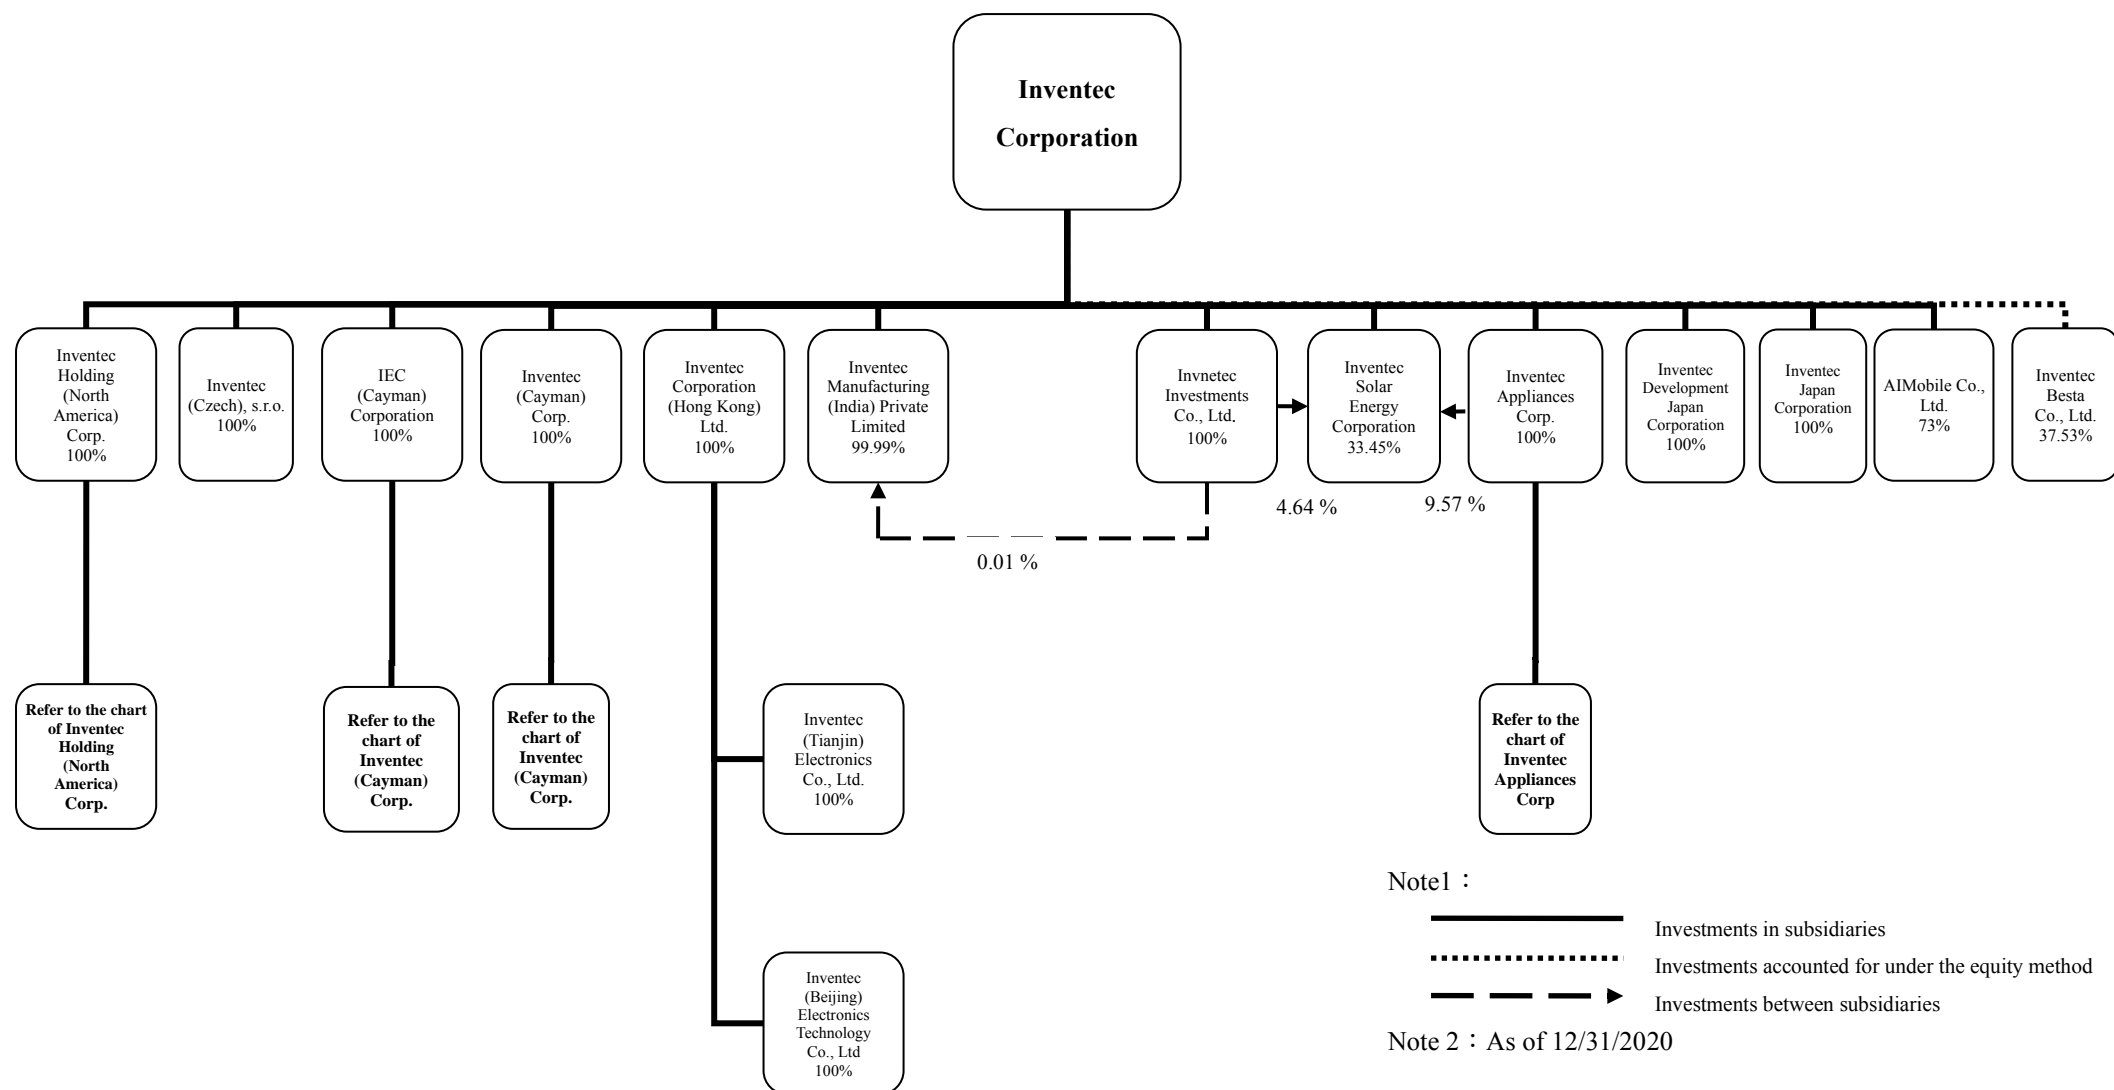 Inventec
Corporation
Inventec
Holding
(North
America)
Corp.
100%
Inventec
(Czech), s.r.o.
100%
IEC
(Cayman)
Corporation
100%
Inventec
(Cayman)
Corp.
100%
Inventec
Corporation
(Hong Kong)
Ltd.
100%
Inventec
Manufacturing
(India) Private
Limited
99.99%
Invnetec
Investments
Co., Ltd.
100%
Inventec
Solar
Energy
Corporation
33.45%
Inventec
Appliances
Corp.
100%
Inventec
Development
Japan
Corporation
100%
Inventec
Japan
Corporation
100%
AIMobile Co.,
Ltd.
73%
Inventec
Besta
Co., Ltd.
37.53%
4.64 %
9.57 %
0.01 %
Refer to the chart
of Inventec
Holding
(North
America)
Corp.
Refer to the
chart of
Inventec
(Cayman)
Corp.
Refer to the
chart of
Inventec
(Cayman)
Corp.
Inventec
(Tianjin)
Electronics
Co., Ltd.
100%
Refer to the
chart of
Inventec
Appliances
Corp
Inventec
(Beijing)
Electronics
Technology
Co., Ltd
100%
Note1：
Investments in subsidiaries
Investments accounted for under the equity method
Investments between subsidiaries
Note 2：As of 12/31/2020